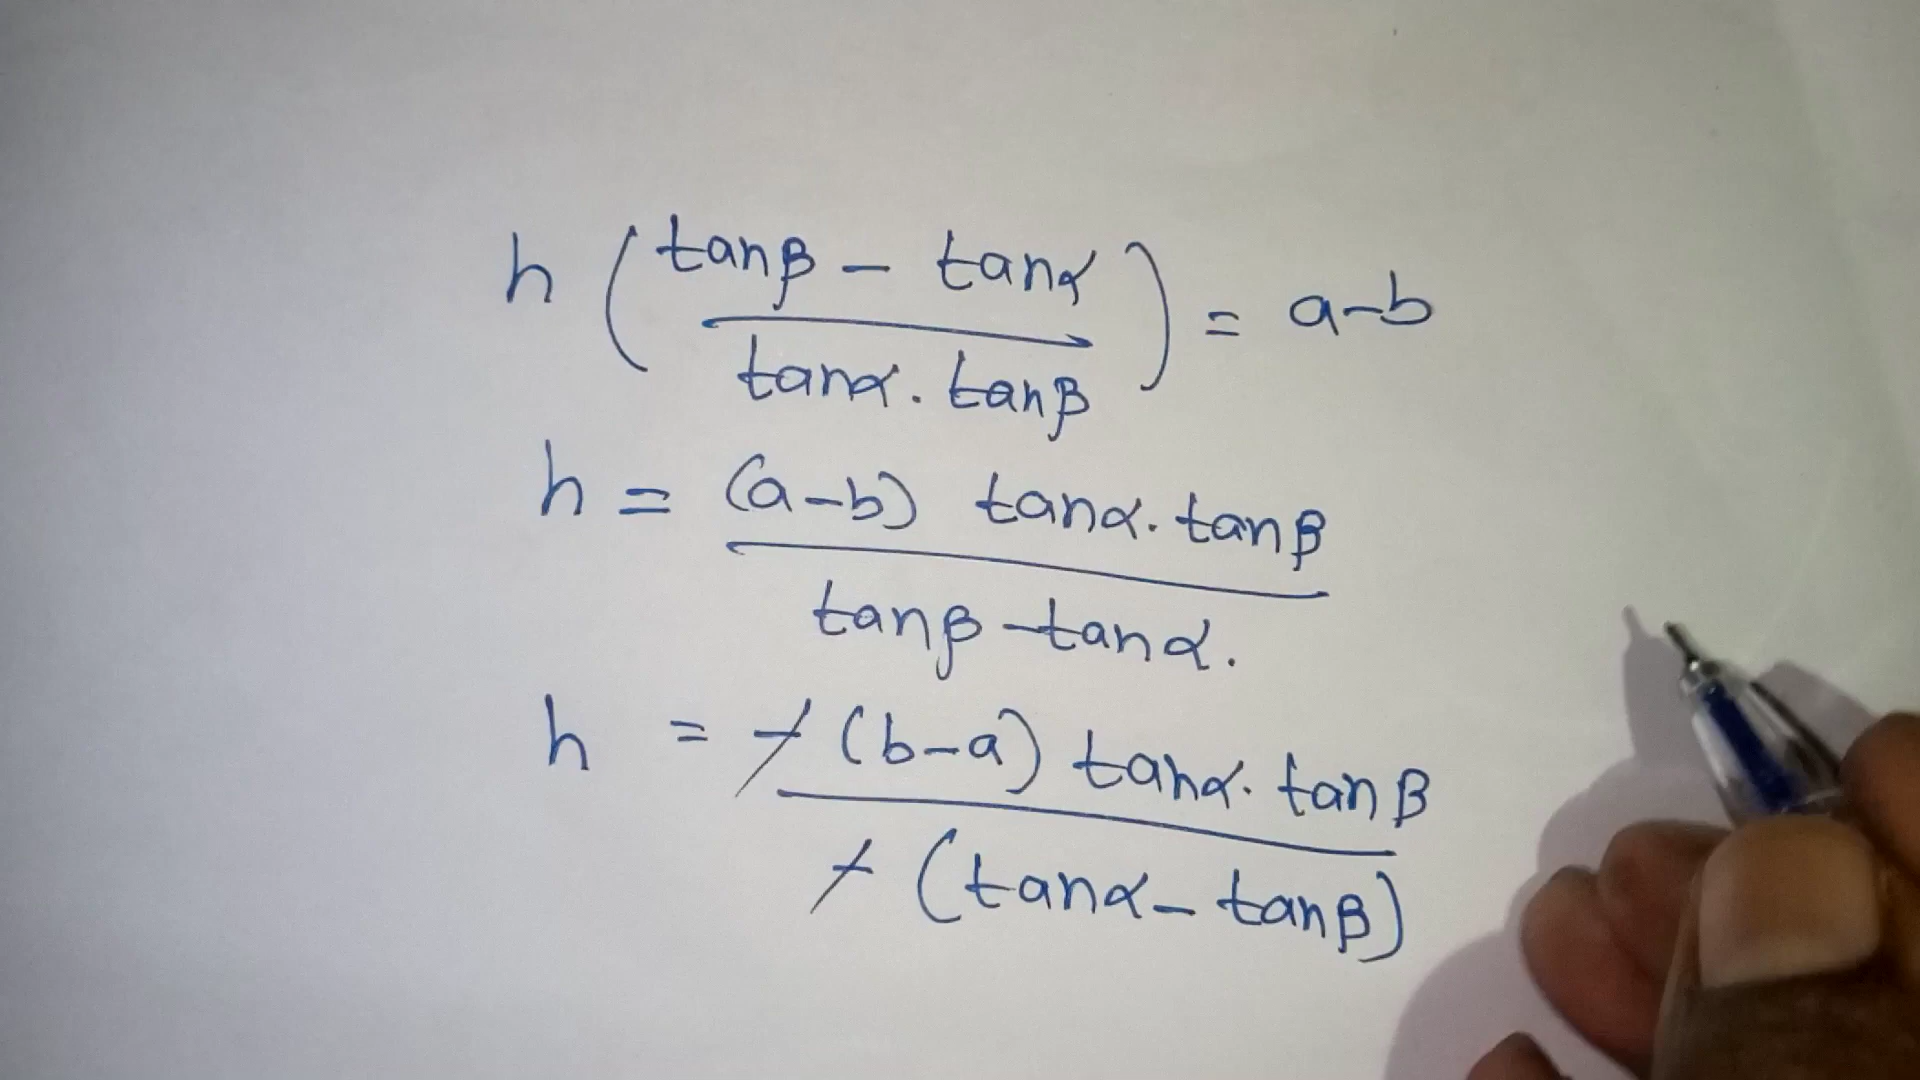 h ( tanβ - tanα / tanα . tanβ ) = a-b
h = (a-b) tanα . tanβ / tanβ - tanα .
h = - (b-a) tanα . tanβ / - (tanα - tanβ)